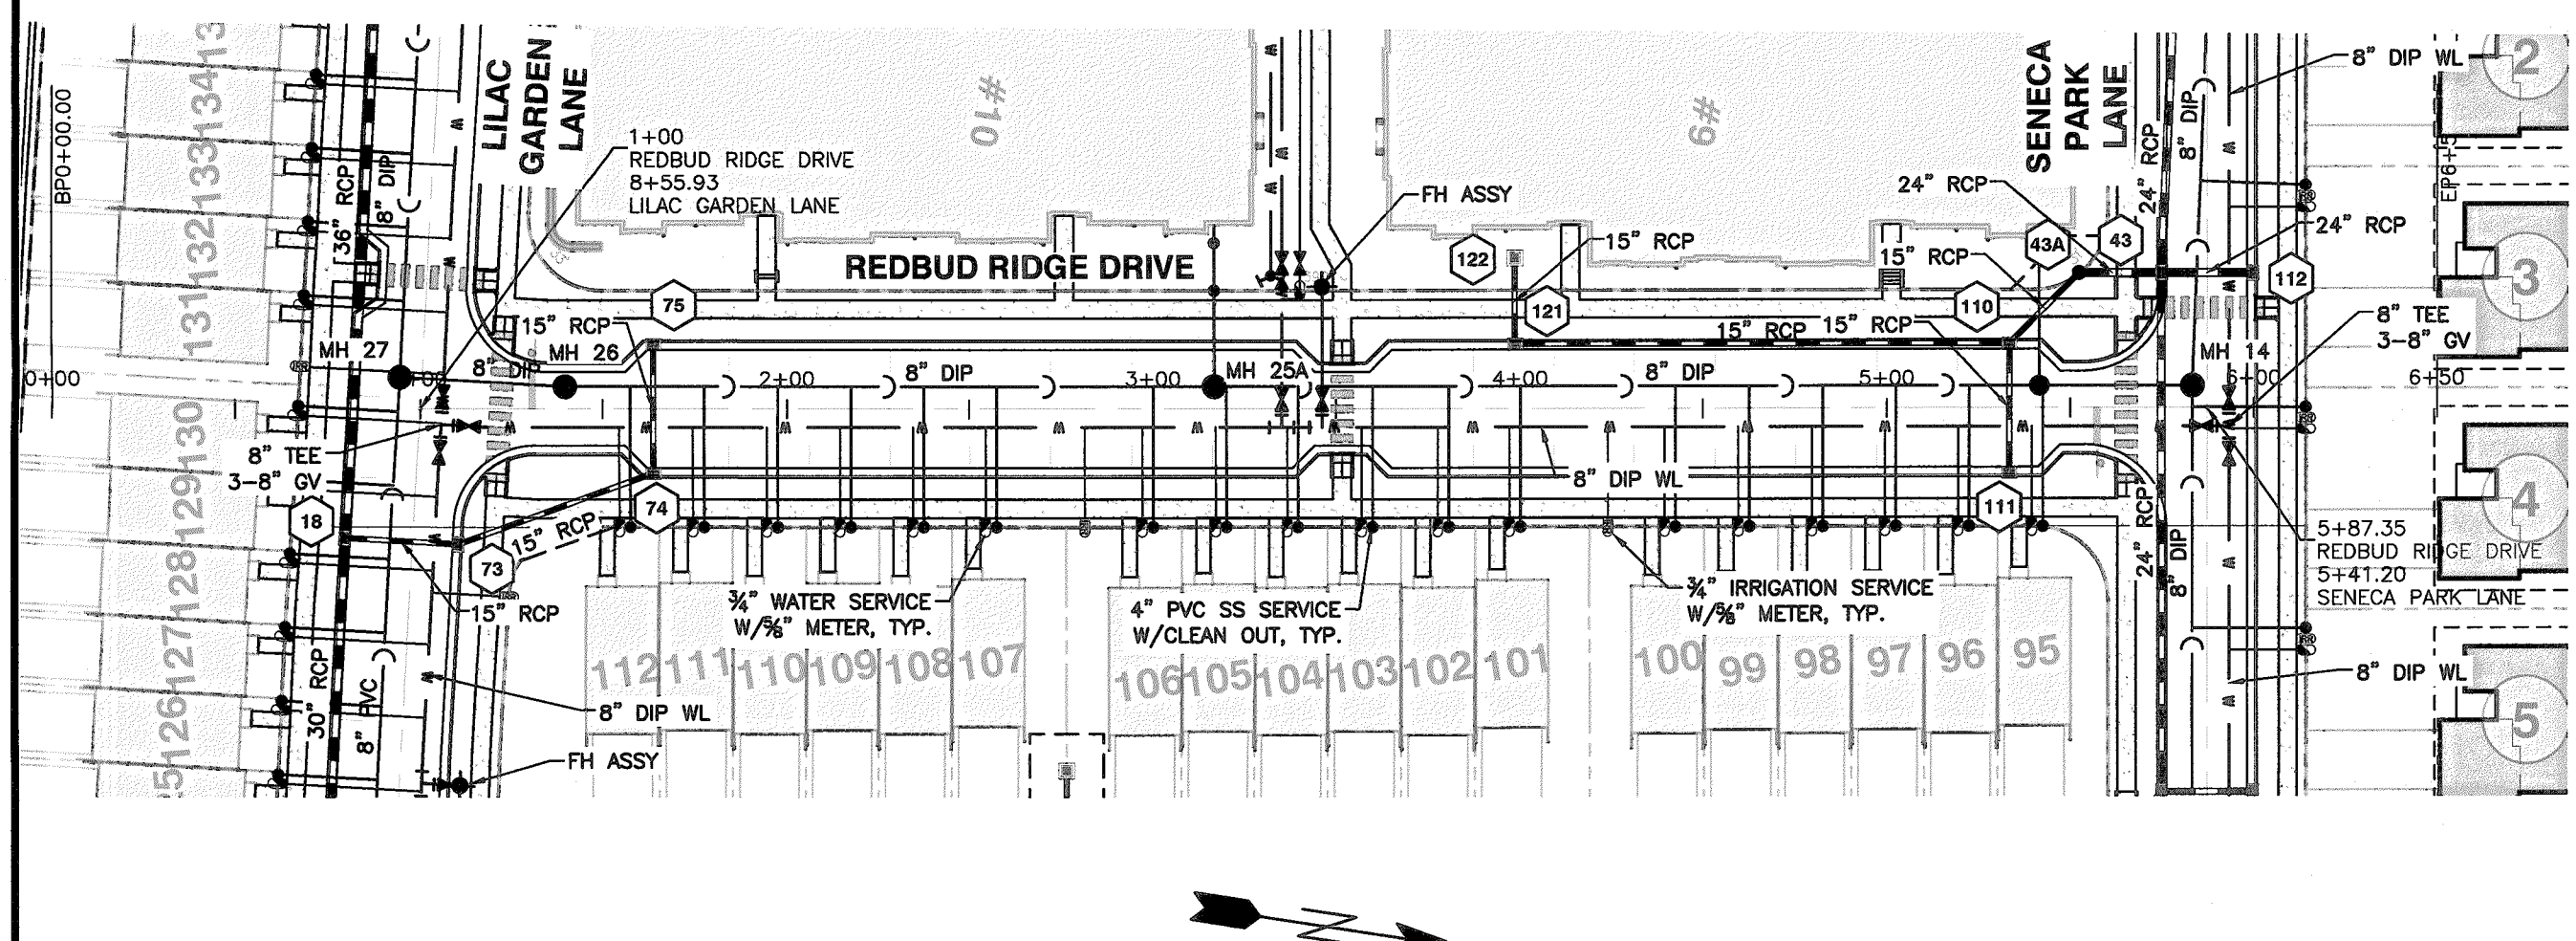 BP0+00.00
0+00
134
133
132
131
130
129
128
127
126
36" RCP
8" DIP
LILAC
GARDEN
LANE
1+00
REDBUD RIDGE DRIVE
8+55.93
LILAC GARDEN LANE
#10
#9
REDBUD RIDGE DRIVE
FH ASSY
SENECA
PARK
LANE
24" RCP
8" DIP
8" DIP WL
2
3
4
5
EP6+5
24" RCP
24" RCP
43A
43
112
122
15" RCP
15" RCP
121
110
75
15" RCP
15" RCP
15" RCP
8" TEE
3-8" GV
MH 27
8" DIP
MH 26
2+00
8" DIP
3+00
MH 25A
4+00
8" DIP
5+00
MH 14
6+00
6+50
8" TEE
3-8" GV
18
74
73
15" RCP
15" RCP
8" DIP WL
111
24" RCP
8" DIP
5+87.35
REDBUD RIDGE DRIVE
5+41.20
SENECA PARK LANE
30" RCP
8" PVC
8" DIP WL
FH ASSY
3/4" WATER SERVICE
W/5/8" METER, TYP.
4" PVC SS SERVICE
W/CLEAN OUT, TYP.
3/4" IRRIGATION SERVICE
W/5/8" METER, TYP.
8" DIP WL
112
111
110
109
108
107
106
105
104
103
102
101
100
99
98
97
96
95